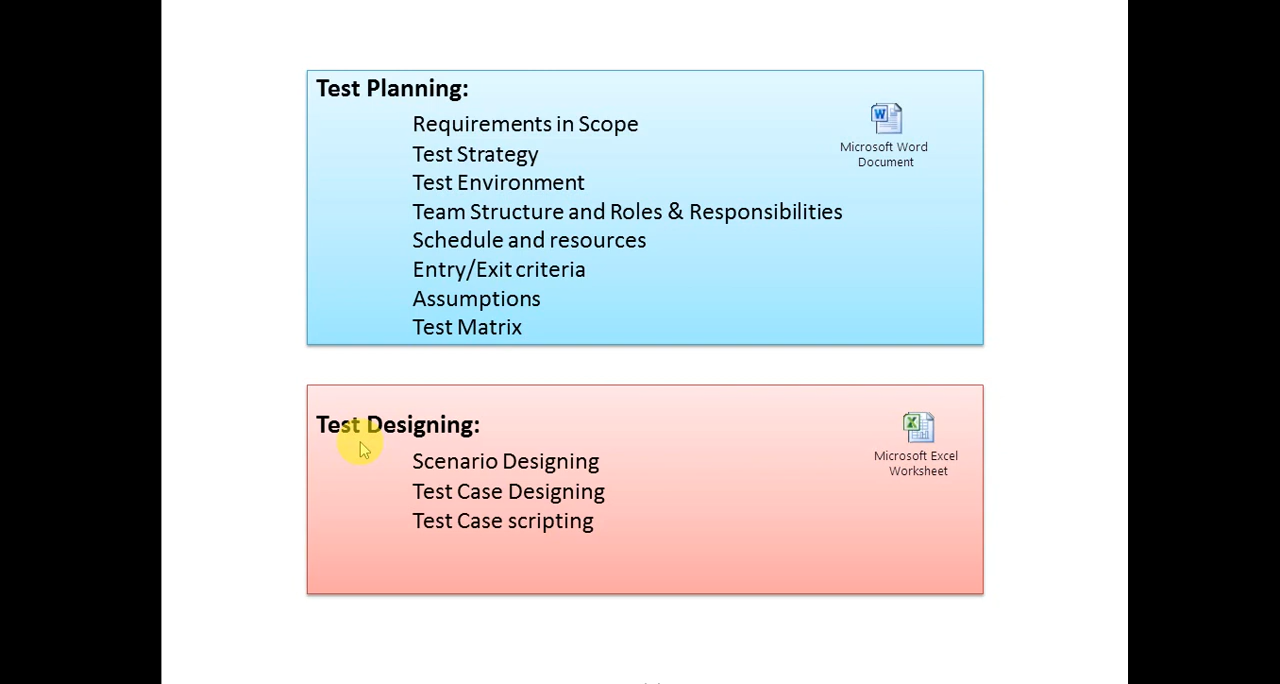 Test Planning:
Requirements in Scope
Test Strategy
Test Environment
Team Structure and Roles & Responsibilities
Schedule and resources
Entry/Exit criteria
Assumptions
Test Matrix
Microsoft Word
Document
Test Designing:
Scenario Designing
Test Case Designing
Test Case scripting
Microsoft Excel
Worksheet